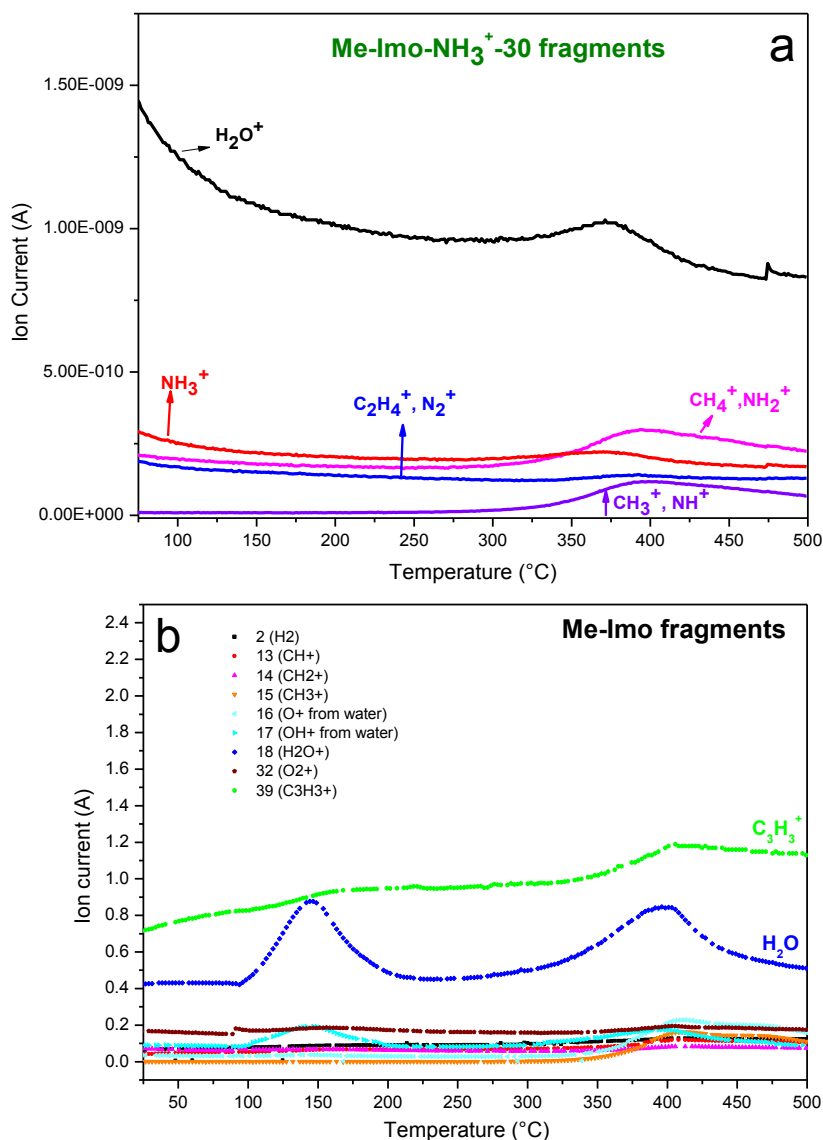 Me-Imo-NH₃⁺-30 fragments
a
1.50E-009
1.00E-009
5.00E-010
0.00E+000
Ion Current (A)
H₂O⁺
NH₃⁺
C₂H₄⁺, N₂⁺
CH₄⁺,NH₂⁺
CH₃⁺, NH⁺
100 150 200 250 300 350 400 450 500
Temperature (°C)
b
Me-Imo fragments
2 (H2)
13 (CH+)
14 (CH2+)
15 (CH3+)
16 (O+ from water)
17 (OH+ from water)
18 (H2O+)
32 (O2+)
39 (C3H3+)
2.4
2.2
2.0
1.8
1.6
1.4
1.2
1.0
0.8
0.6
0.4
0.2
0.0
Ion current (A)
C₃H₃⁺
H₂O
50 100 150 200 250 300 350 400 450 500
Temperature (°C)